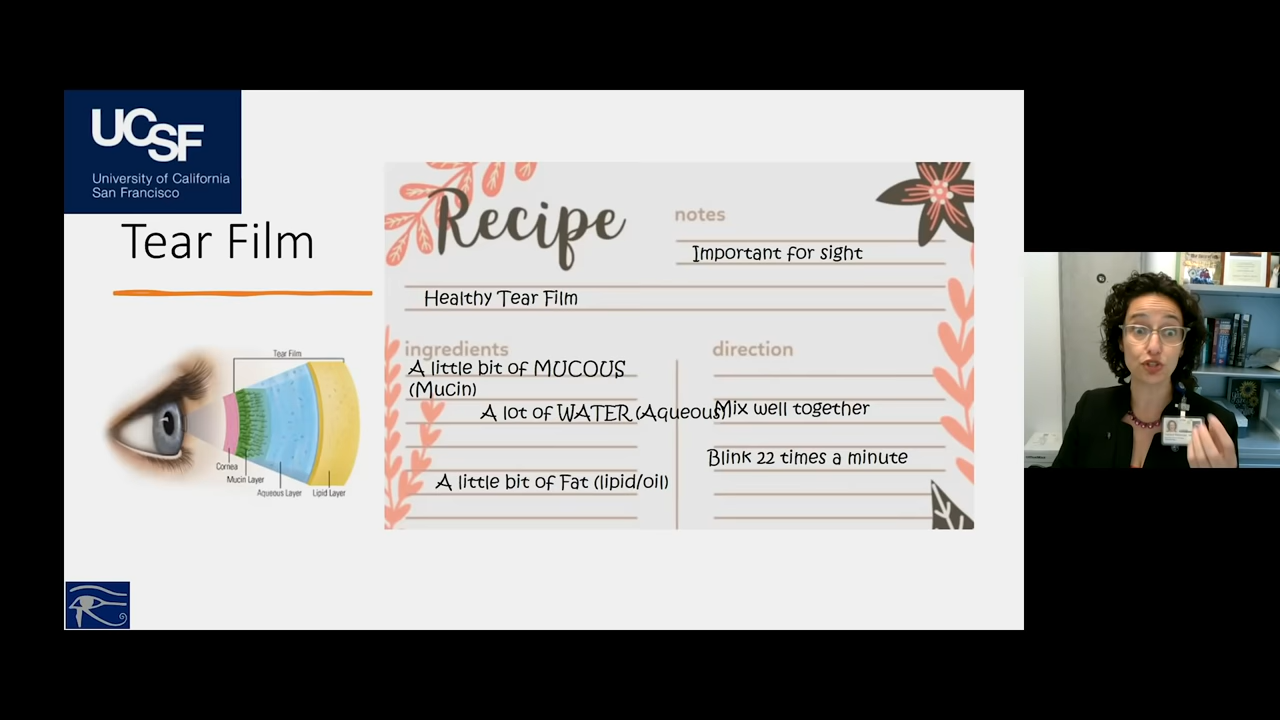 UCSF
University of California
San Francisco
Tear Film
Tear Film
Cornea
Mucin Layer
Aqueous Layer
Lipid Layer
Recipe
notes
Important for sight
Healthy Tear Film
ingredients
A little bit of MUCOUS
(Mucin)
A lot of WATER (Aqueous)
A little bit of Fat (lipid/oil)
direction
Mix well together
Blink 22 times a minute